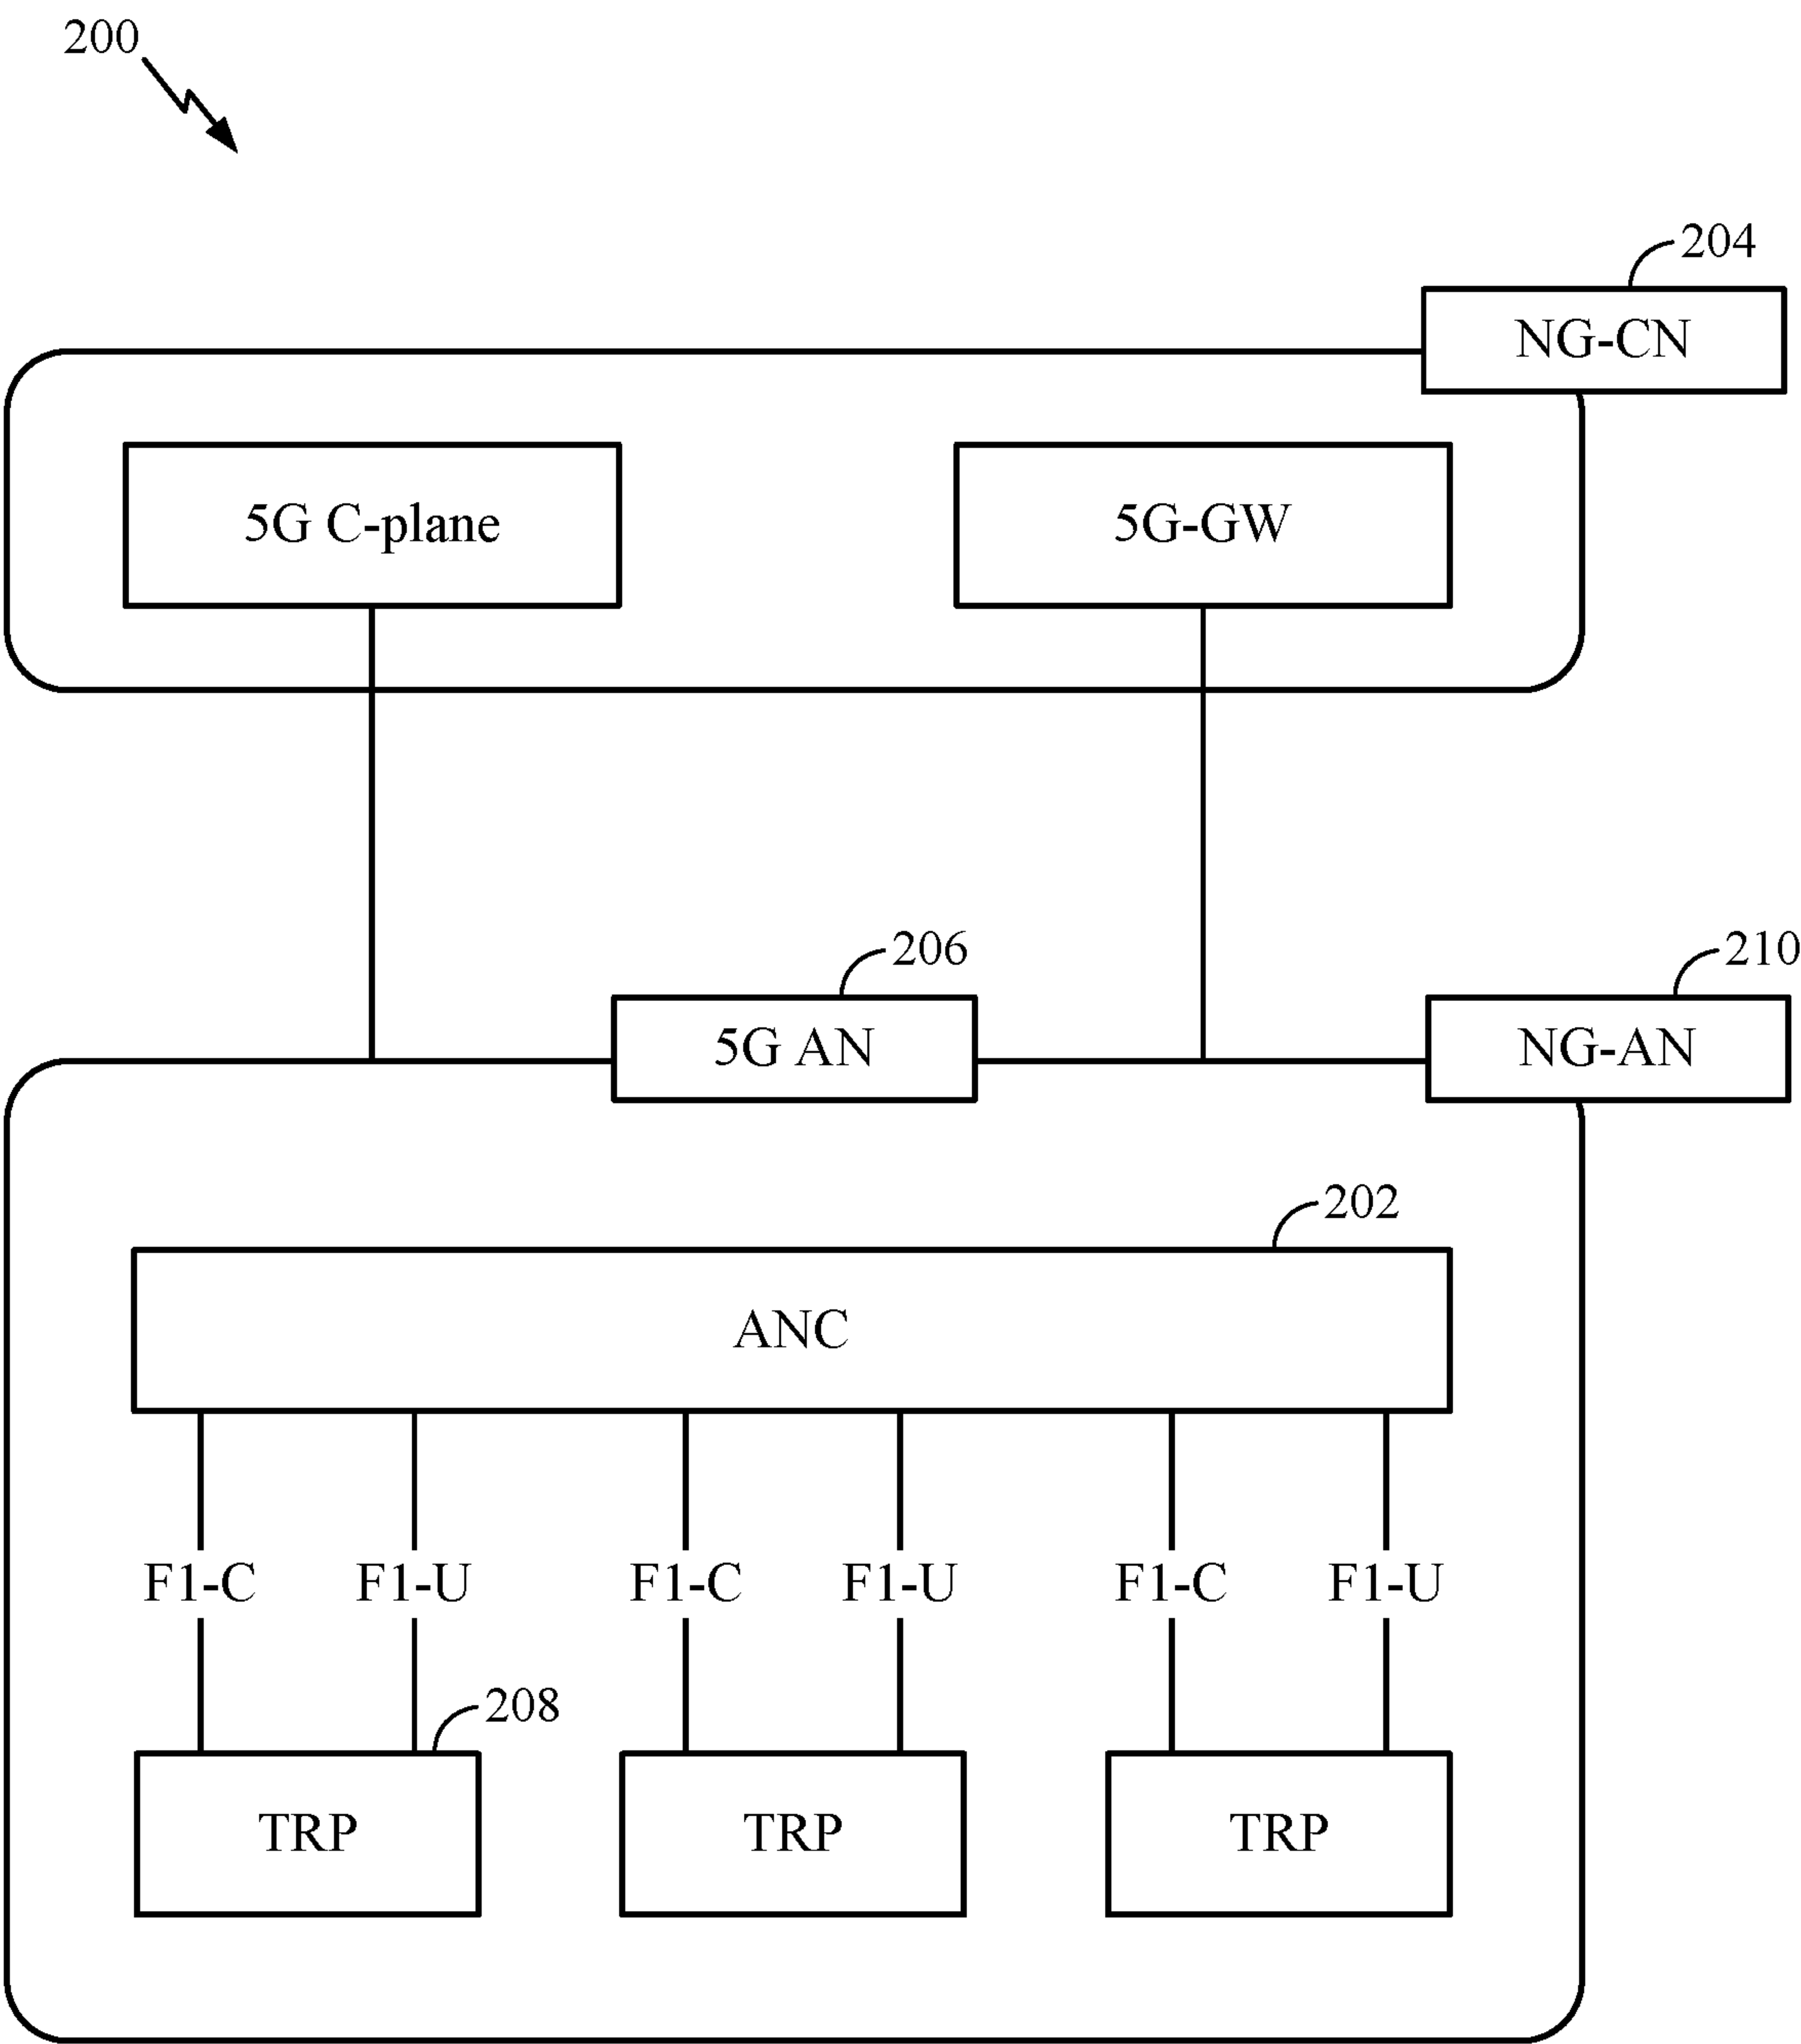 200
204
NG-CN
5G C-plane
5G-GW
206
210
5G AN
NG-AN
202
ANC
F1-C F1-U F1-C F1-U F1-C F1-U
208
TRP TRP TRP